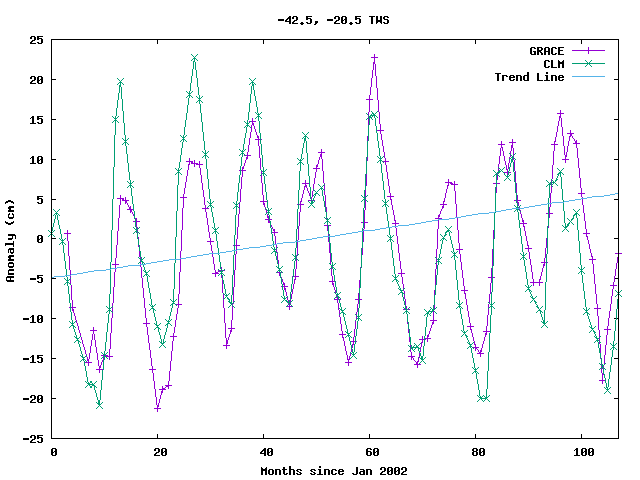 -42.5, -20.5 TWS
GRACE
CLM
Trend Line
25
20
15
10
5
0
-5
-10
-15
-20
-25
Anomaly (cm)
0 20 40 60 80 100
Months since Jan 2002